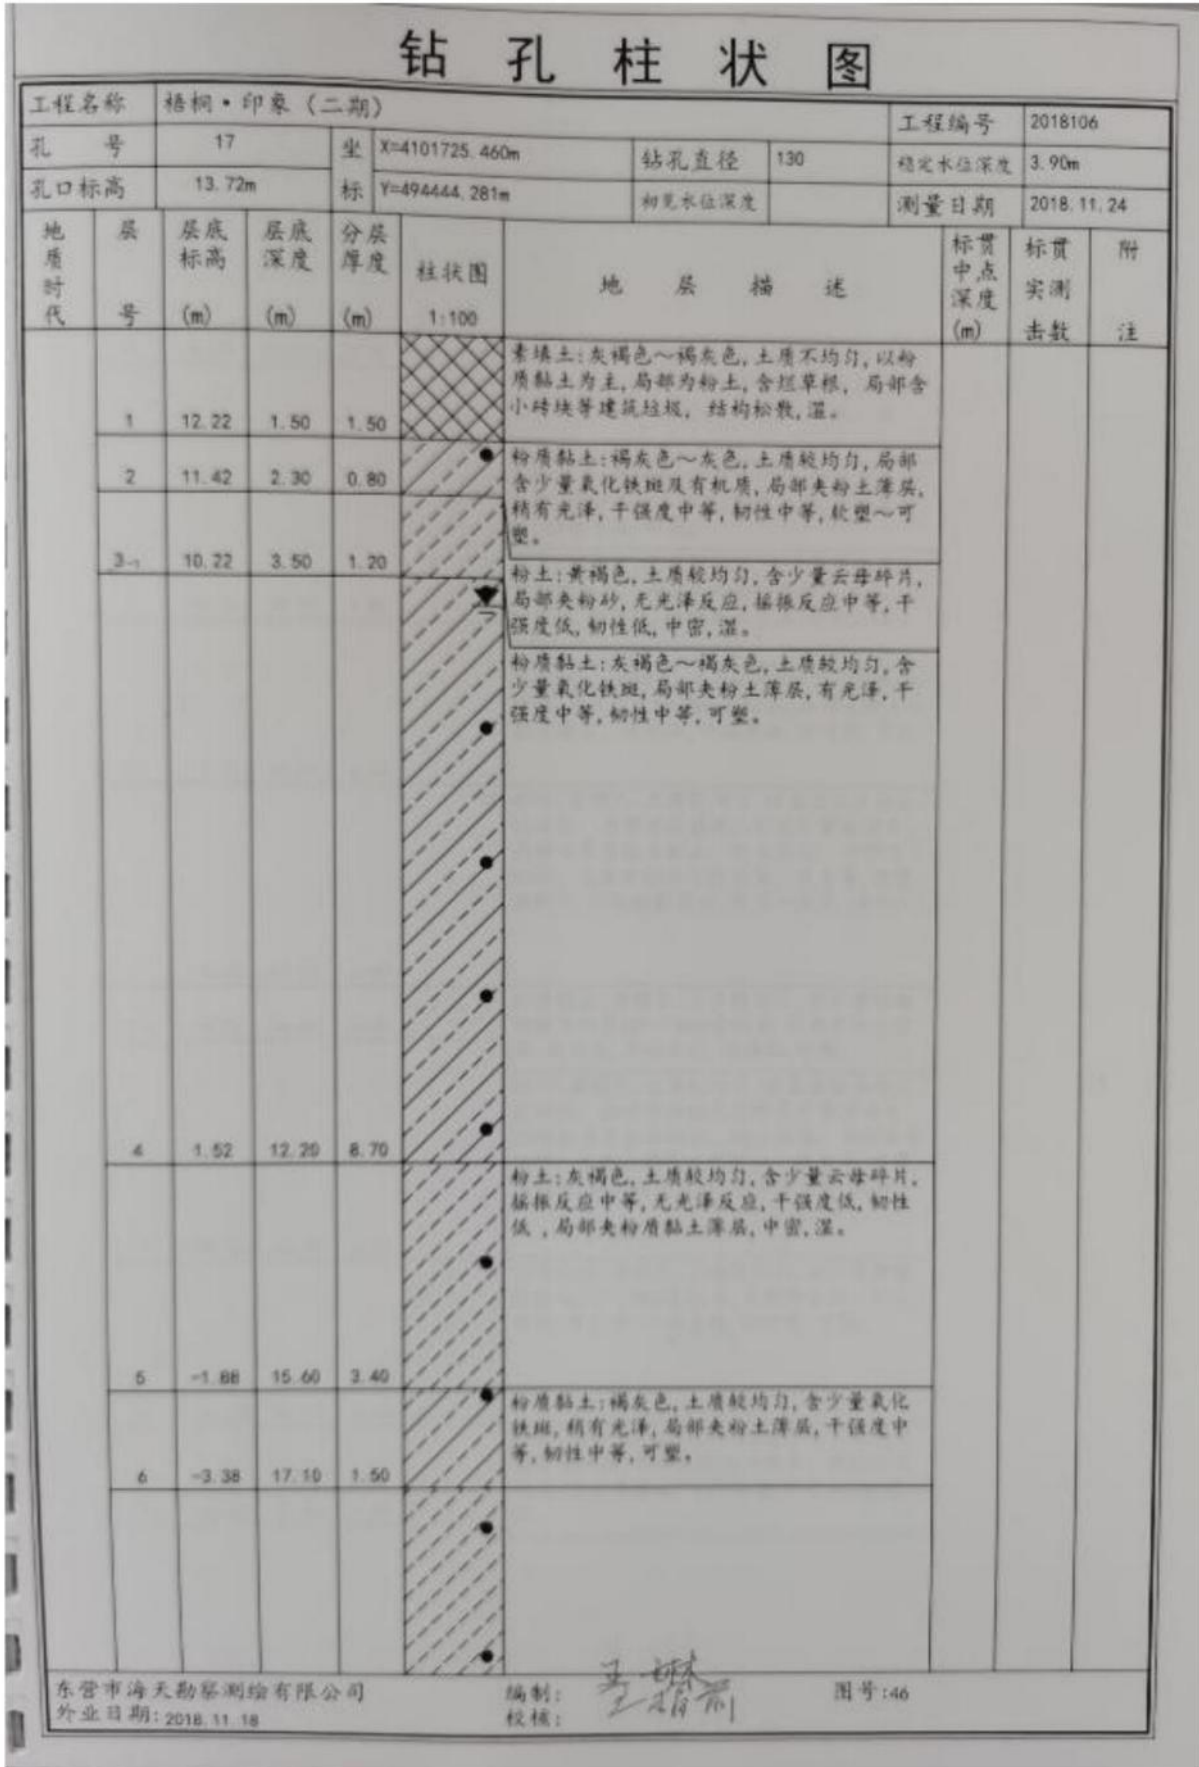 钻孔柱状图
工程名称 梧桐·印象（二期） 工程编号 2018106
孔号 17 坐标 X=4101725.460m 钻孔直径 130 稳定水位深度 3.90m
孔口标高 13.72m Y=494444.281m 初见水位深度 测量日期 2018.11.24
地质时代 层号 层底标高(m) 层底深度(m) 分层厚度(m) 柱状图 1:100 地层描述 标贯中点深度(m) 标贯实测击数 附注
素填土:灰褐色～褐灰色,土质不均匀,以粉
质黏土为主,局部为粉土,含烂草根,局部含
小砖块等建筑垃圾,结构松散,湿。
1 12.22 1.50 1.50
粉质黏土:褐灰色～灰色,土质较均匀,局部
含少量氧化铁斑及有机质,局部夹粉土薄层,
稍有光泽,干强度中等,韧性中等,软塑～可
塑。
2 11.42 2.30 0.80
3-1 10.22 3.50 1.20
粉土:黄褐色,土质较均匀,含少量云母碎片,
局部夹粉砂,无光泽反应,摇振反应中等,干
强度低,韧性低,中密,湿。
粉质黏土:灰褐色～褐灰色,土质较均匀,含
少量氧化铁斑,局部夹粉土薄层,有光泽,干
强度中等,韧性中等,可塑。
4 1.52 12.20 8.70
粉土:灰褐色,土质较均匀,含少量云母碎片,
摇振反应中等,无光泽反应,干强度低,韧性
低,局部夹粉质黏土薄层,中密,湿。
5 -1.88 15.60 3.40
粉质黏土:褐灰色,土质较均匀,含少量氧化
铁斑,稍有光泽,局部夹粉土薄层,干强度中
等,韧性中等,可塑。
6 -3.38 17.10 1.50
东营市海天勘察测绘有限公司 编制: 图号:46
外业日期:2018.11.18 校核: